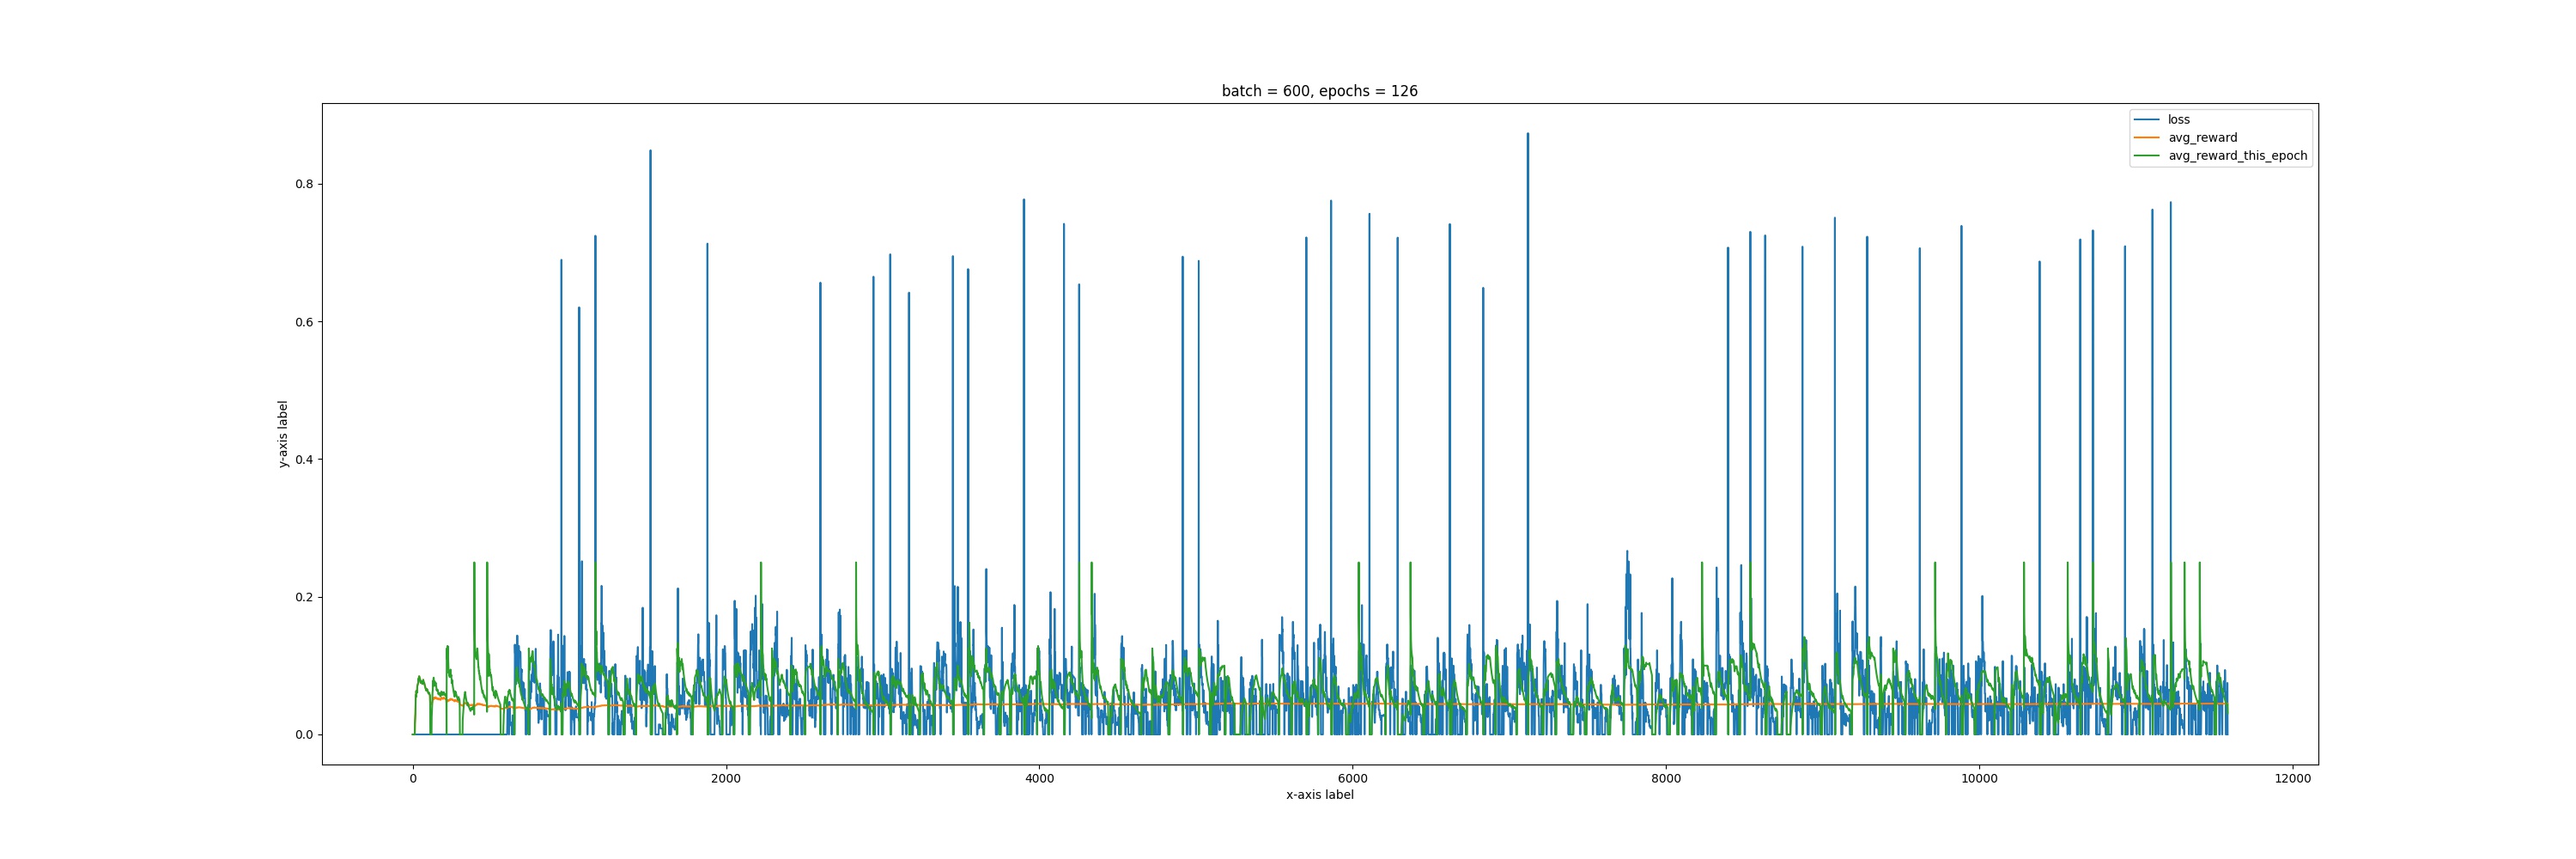 batch = 600, epochs = 126
loss
avg_reward
avg_reward_this_epoch
0.8
0.6
0.4
0.2
0.0
y-axis label
0 2000 4000 6000 8000 10000 12000
x-axis label